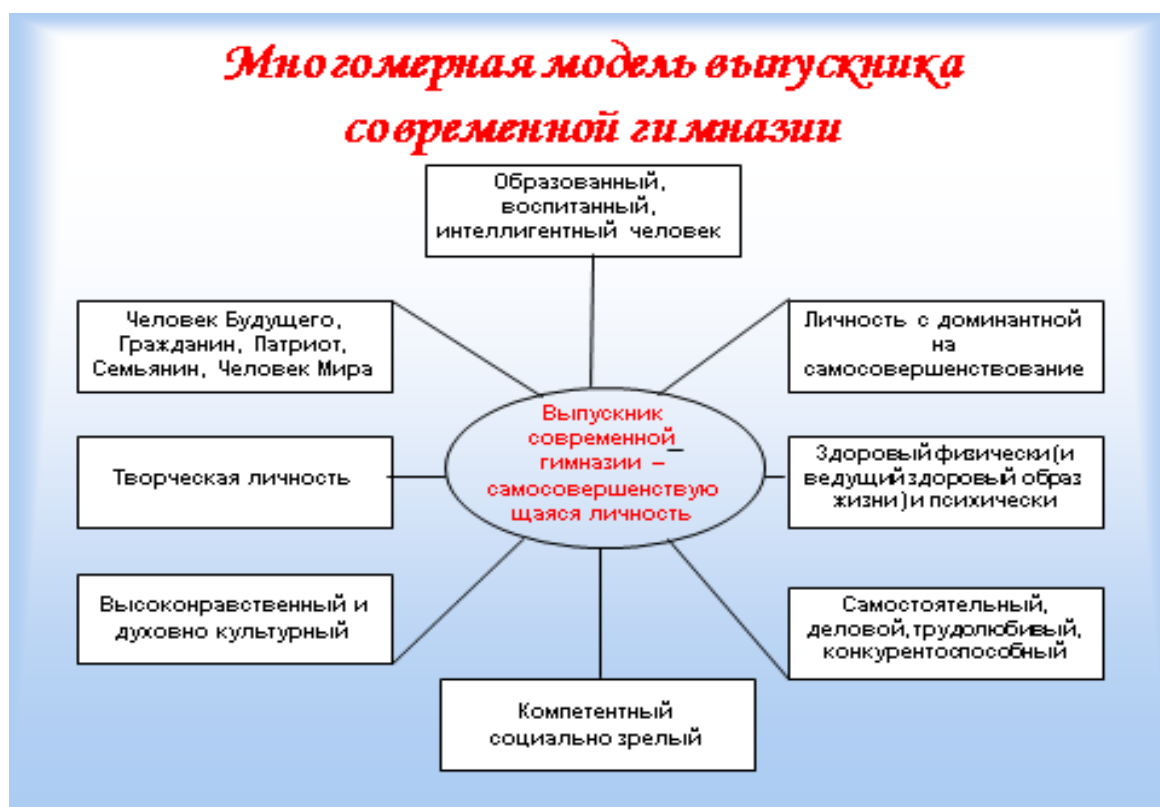 Многомерная модель выпускника
современной гимназии
Образованный,
воспитанный,
интеллигентный человек
Человек Будущего,
Гражданин, Патриот,
Семьянин, Человек Мира
Личность с доминантной
на
самосовершенствование
Выпускник
современной_
гимназии –
самосовершенствую
щаяся личность
Творческая личность
Здоровый физически(и
ведущий здоровый образ
жизни)и психически
Высоконравственный и
духовно культурный
Самостоятельный,
деловой,трудолюбивый,
конкурентоспособный
Компетентный
социально зрелый